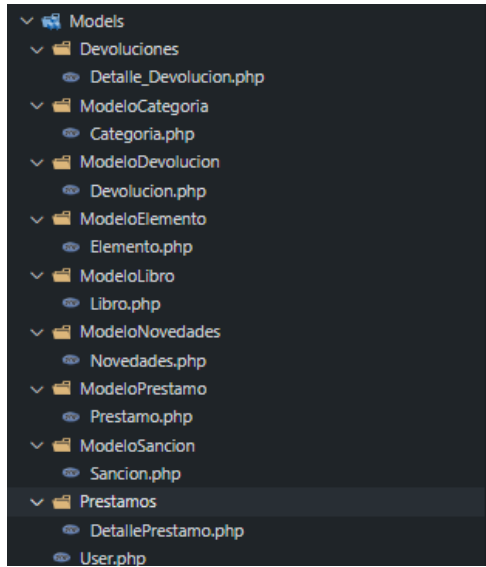 Models
Devoluciones
Detalle_Devolucion.php
ModeloCategoria
Categoria.php
ModeloDevolucion
Devolucion.php
ModeloElemento
Elemento.php
ModeloLibro
Libro.php
ModeloNovedades
Novedades.php
ModeloPrestamo
Prestamo.php
ModeloSancion
Sancion.php
Prestamos
DetallePrestamo.php
User.php